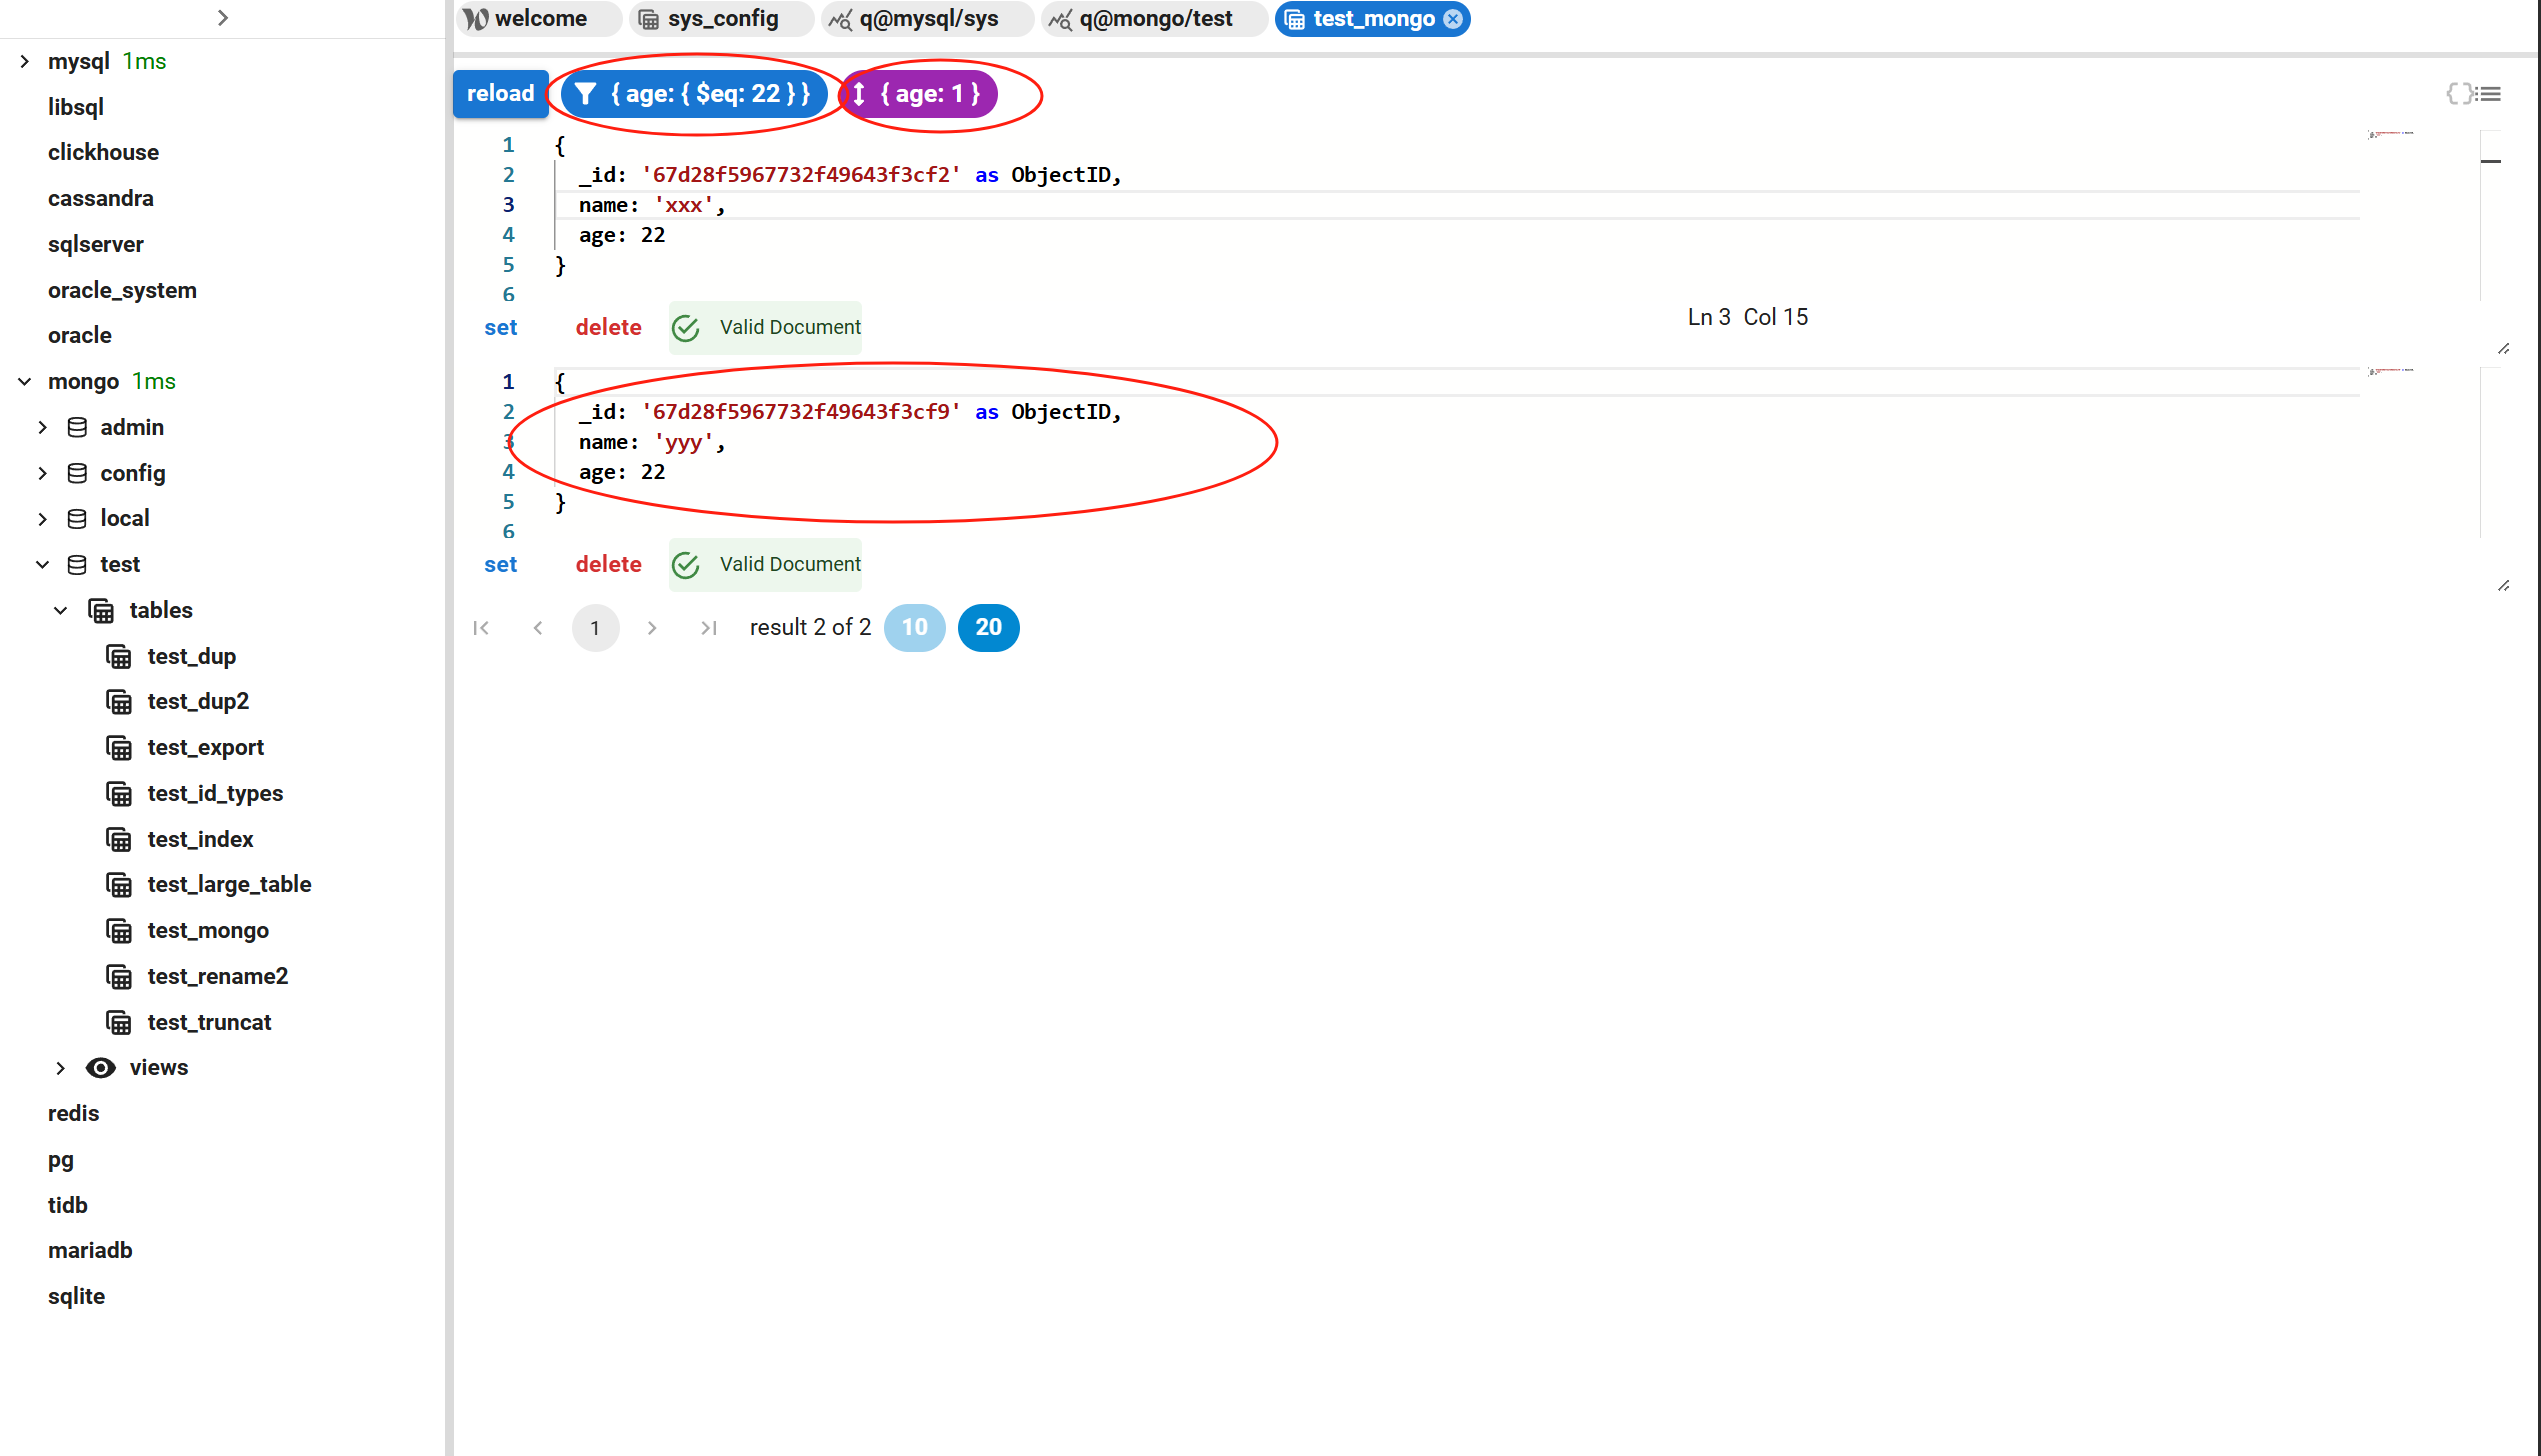 welcome
sys_config
q@mysql/sys
q@mongo/test
test_mongo
mysql 1ms
libsql
clickhouse
cassandra
sqlserver
oracle_system
oracle
mongo 1ms
admin
config
local
test
tables
test_dup
test_dup2
test_export
test_id_types
test_index
test_large_table
test_mongo
test_rename2
test_truncat
views
redis
pg
tidb
mariadb
sqlite
reload
{ age: { $eq: 22 } }
{ age: 1 }
1 {
2 _id: '67d28f5967732f49643f3cf2' as ObjectID,
3 name: 'xxx',
4 age: 22
5 }
6
set delete Valid Document
Ln 3 Col 15
1 {
2 _id: '67d28f5967732f49643f3cf9' as ObjectID,
3 name: 'yyy',
4 age: 22
5 }
6
set delete Valid Document
1 result 2 of 2 10 20